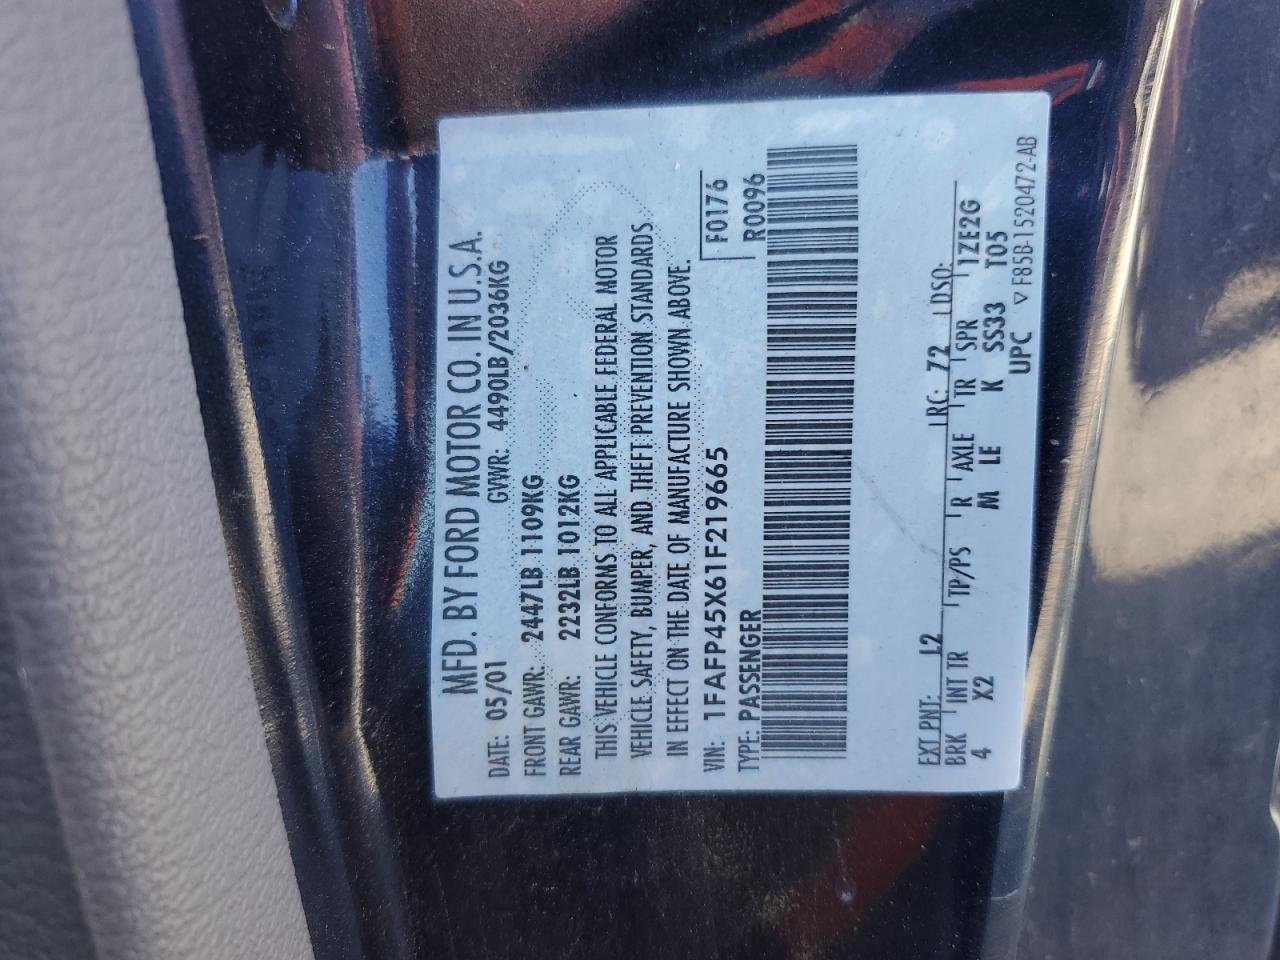 MFD. BY FORD MOTOR CO. IN U.S.A.
DATE: 05/01 GVWR: 4490LB/2036KG
FRONT GAWR: 2447LB 1109KG
REAR GAWR: 2232LB 1012KG
THIS VEHICLE CONFORMS TO ALL APPLICABLE FEDERAL MOTOR
VEHICLE SAFETY, BUMPER, AND THEFT PREVENTION STANDARDS
IN EFFECT ON THE DATE OF MANUFACTURE SHOWN ABOVE.
VIN: 1FAFP45X61F219665 F0176
TYPE: PASSENGER R0096
EXT PNT: L2 RC: 72 DSO:
BRK INT TR TP/PS R AXLE TR SPR 1ZE2G
4 X2 M LE K SS33 T05
UPC ▽F85B-1520472-AB